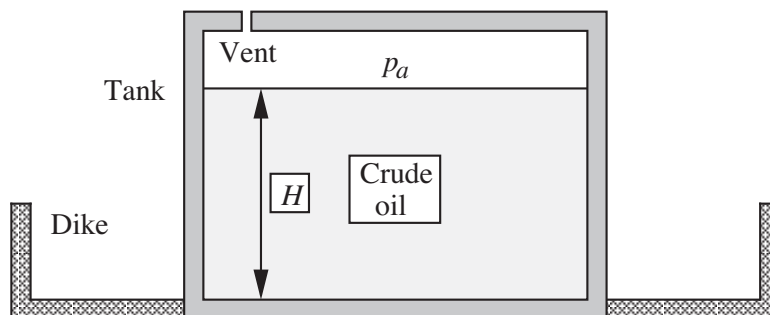 Vent
p_a
Tank
H
Crude
oil
Dike